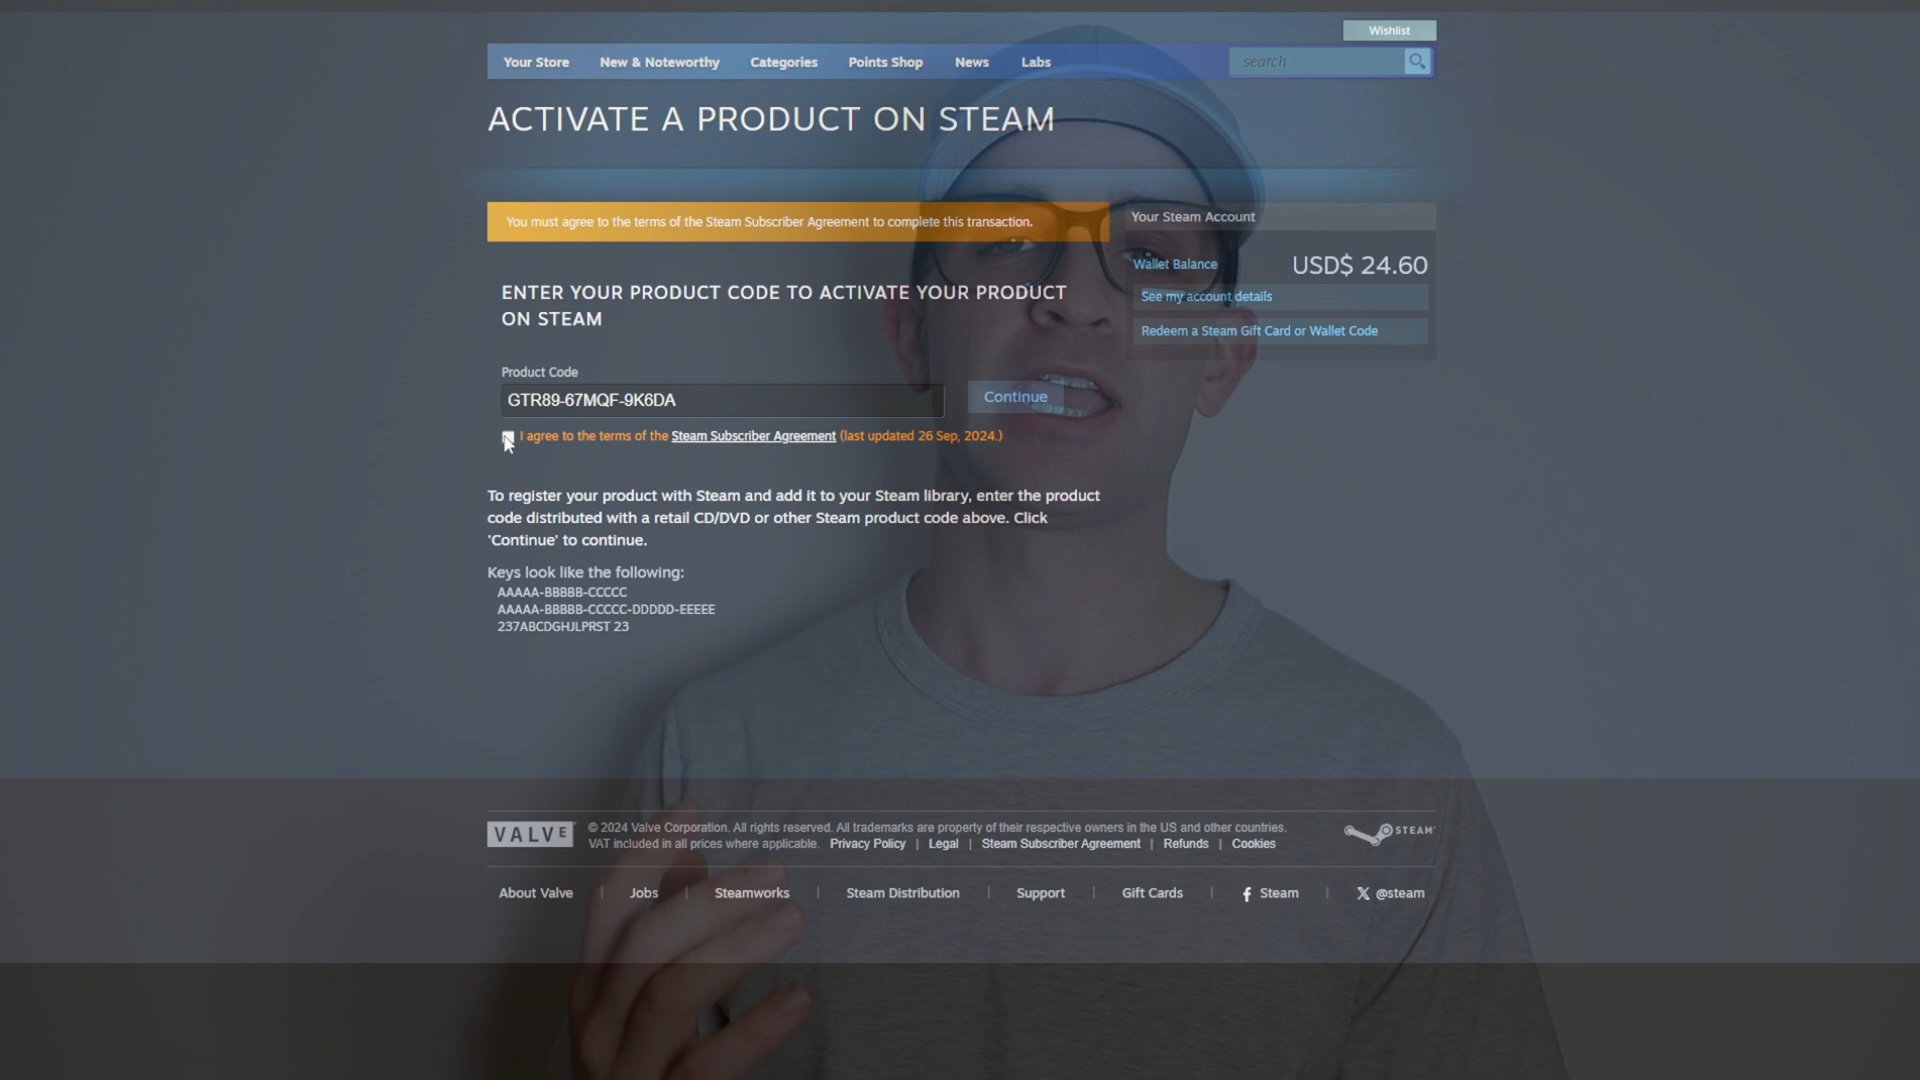 Wishlist
Your Store New & Noteworthy Categories Points Shop News Labs search
ACTIVATE A PRODUCT ON STEAM
You must agree to the terms of the Steam Subscriber Agreement to complete this transaction.
Your Steam Account
Wallet Balance USD$ 24.60
See my account details
Redeem a Steam Gift Card or Wallet Code
ENTER YOUR PRODUCT CODE TO ACTIVATE YOUR PRODUCT
ON STEAM
Product Code
GTR89-67MQF-9K6DA
Continue
I agree to the terms of the Steam Subscriber Agreement (last updated 26 Sep, 2024.)
To register your product with Steam and add it to your Steam library, enter the product
code distributed with a retail CD/DVD or other Steam product code above. Click
'Continue' to continue.
Keys look like the following:
AAAAA-BBBBB-CCCCC
AAAAA-BBBBB-CCCCC-DDDDD-EEEEE
237ABCDGHJLPRST 23
VALVE
© 2024 Valve Corporation. All rights reserved. All trademarks are property of their respective owners in the US and other countries.
VAT included in all prices where applicable. Privacy Policy | Legal | Steam Subscriber Agreement | Refunds | Cookies
STEAM
About Valve | Jobs | Steamworks | Steam Distribution | Support | Gift Cards | Steam | @steam